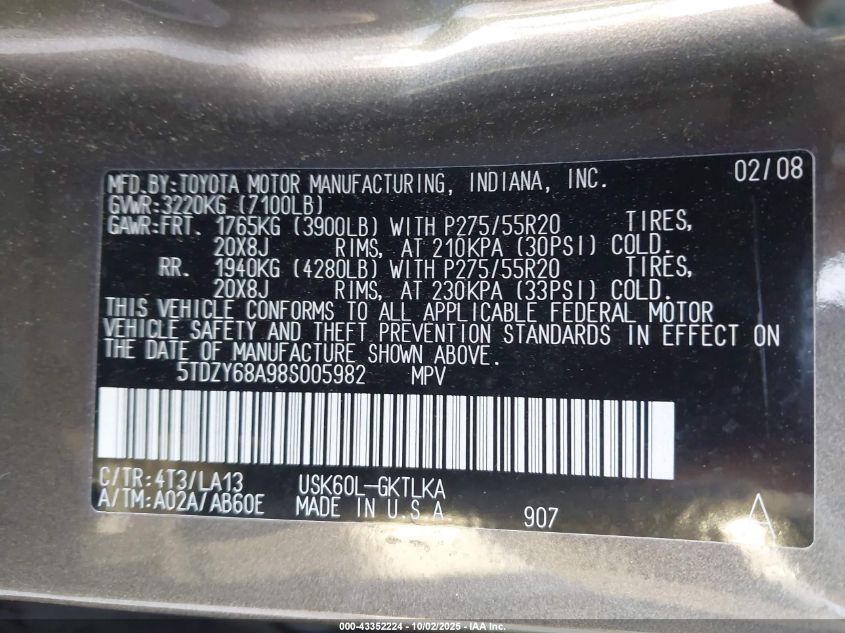 MFD.BY:TOYOTA MOTOR MANUFACTURING, INDIANA, INC. 02/08
GVWR:3220KG (7100LB)
GAWR:FRT. 1765KG (3900LB) WITH P275/55R20 TIRES,
20X8J RIMS, AT 210KPA (30PSI) COLD.
RR. 1940KG (4280LB) WITH P275/55R20 TIRES,
20X8J RIMS, AT 230KPA (33PSI) COLD.
THIS VEHICLE CONFORMS TO ALL APPLICABLE FEDERAL MOTOR
VEHICLE SAFETY AND THEFT PREVENTION STANDARDS IN EFFECT ON
THE DATE OF MANUFACTURE SHOWN ABOVE.
5TDZY68A98S005982 MPV
C/TR:4T3/LA13 USK60L-GKTLKA
A/TM:A02A/AB60E MADE IN U.S.A 907 A
000-43352224 - 10/02/2025 - IAA Inc.